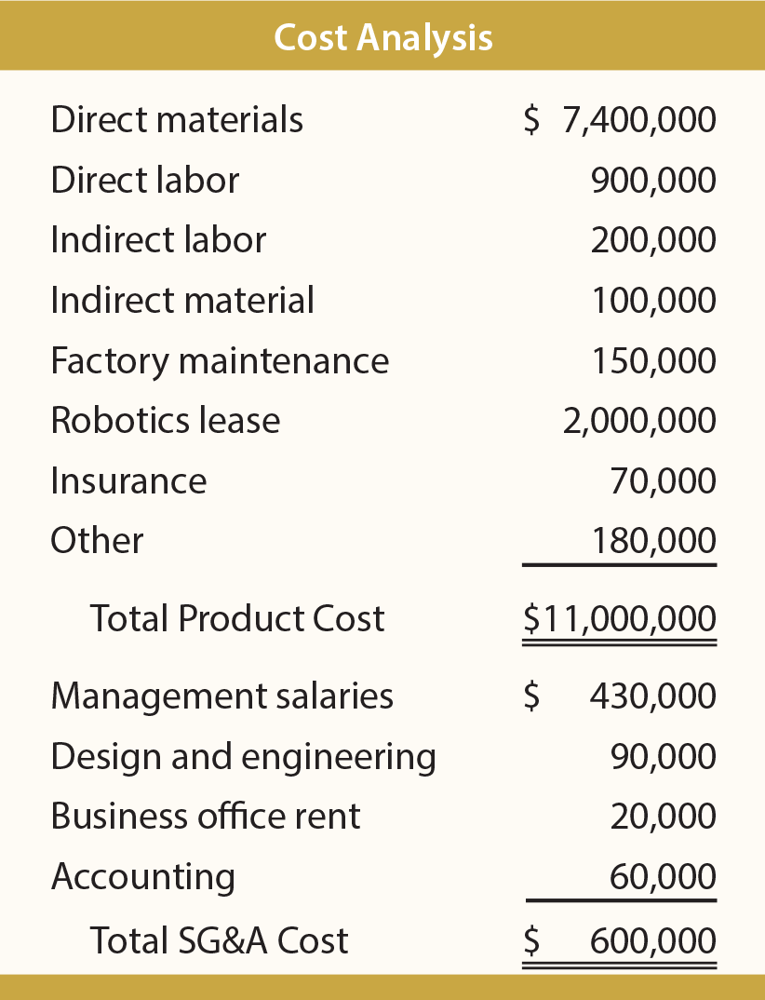 Cost Analysis
Direct materials $ 7,400,000
Direct labor 900,000
Indirect labor 200,000
Indirect material 100,000
Factory maintenance 150,000
Robotics lease 2,000,000
Insurance 70,000
Other 180,000
Total Product Cost $11,000,000
Management salaries $ 430,000
Design and engineering 90,000
Business office rent 20,000
Accounting 60,000
Total SG&A Cost $ 600,000